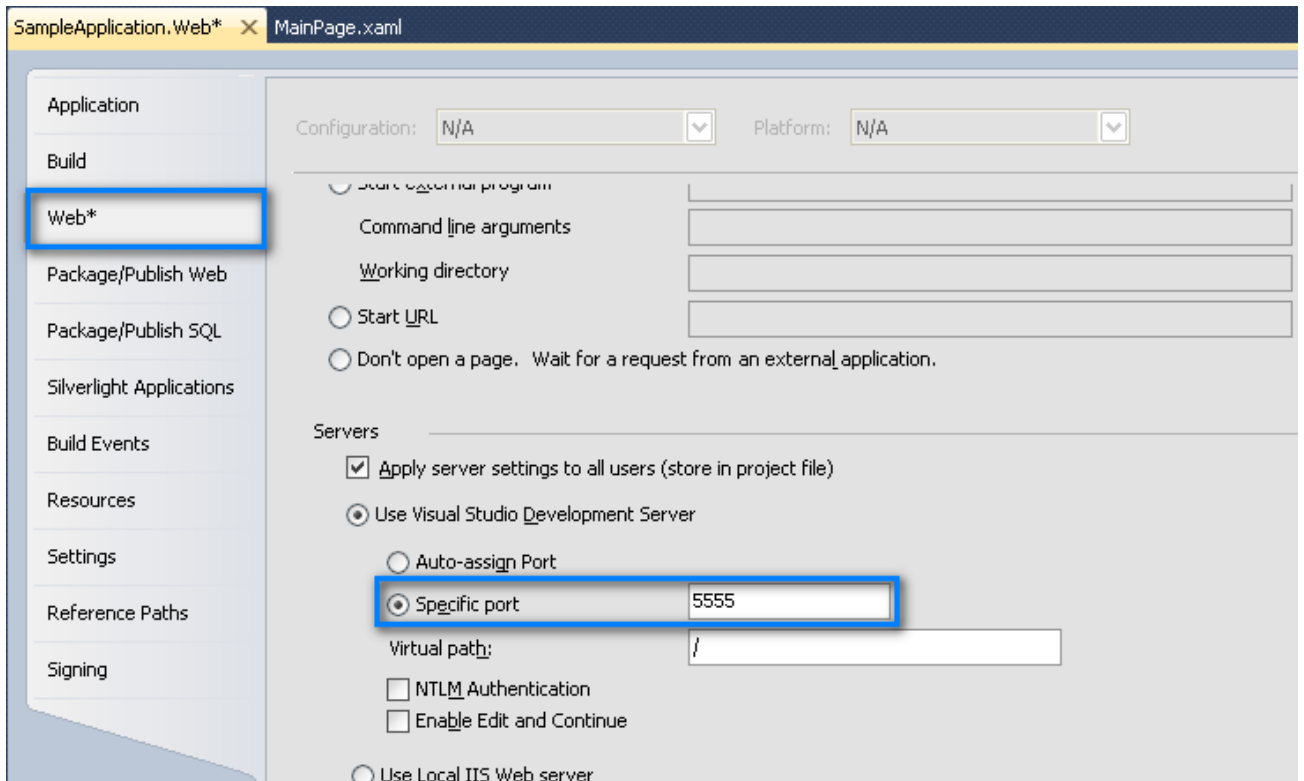 SampleApplication.Web* MainPage.xaml
Application
Build
Web*
Package/Publish Web
Package/Publish SQL
Silverlight Applications
Build Events
Resources
Settings
Reference Paths
Signing
Configuration: N/A Platform: N/A
Start external program
Command line arguments
Working directory
Start URL
Don't open a page. Wait for a request from an external application.
Servers
Apply server settings to all users (store in project file)
Use Visual Studio Development Server
Auto-assign Port
Specific port 5555
Virtual path: /
NTLM Authentication
Enable Edit and Continue
Use Local IIS Web server